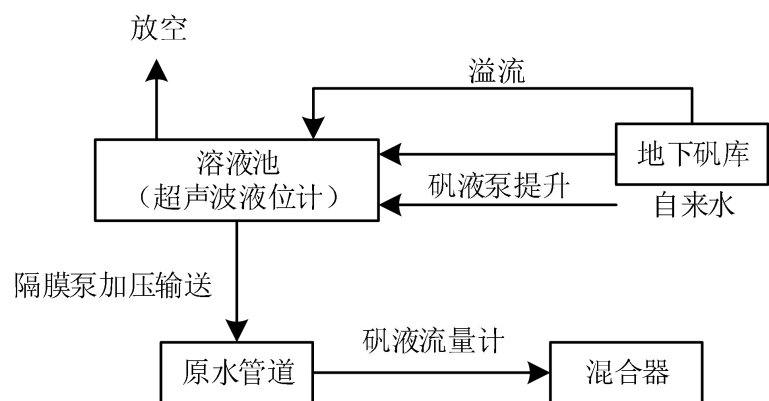 放空
溢流
溶液池
（超声波液位计）
地下矾库
矾液泵提升
自来水
隔膜泵加压输送
矾液流量计
原水管道
混合器